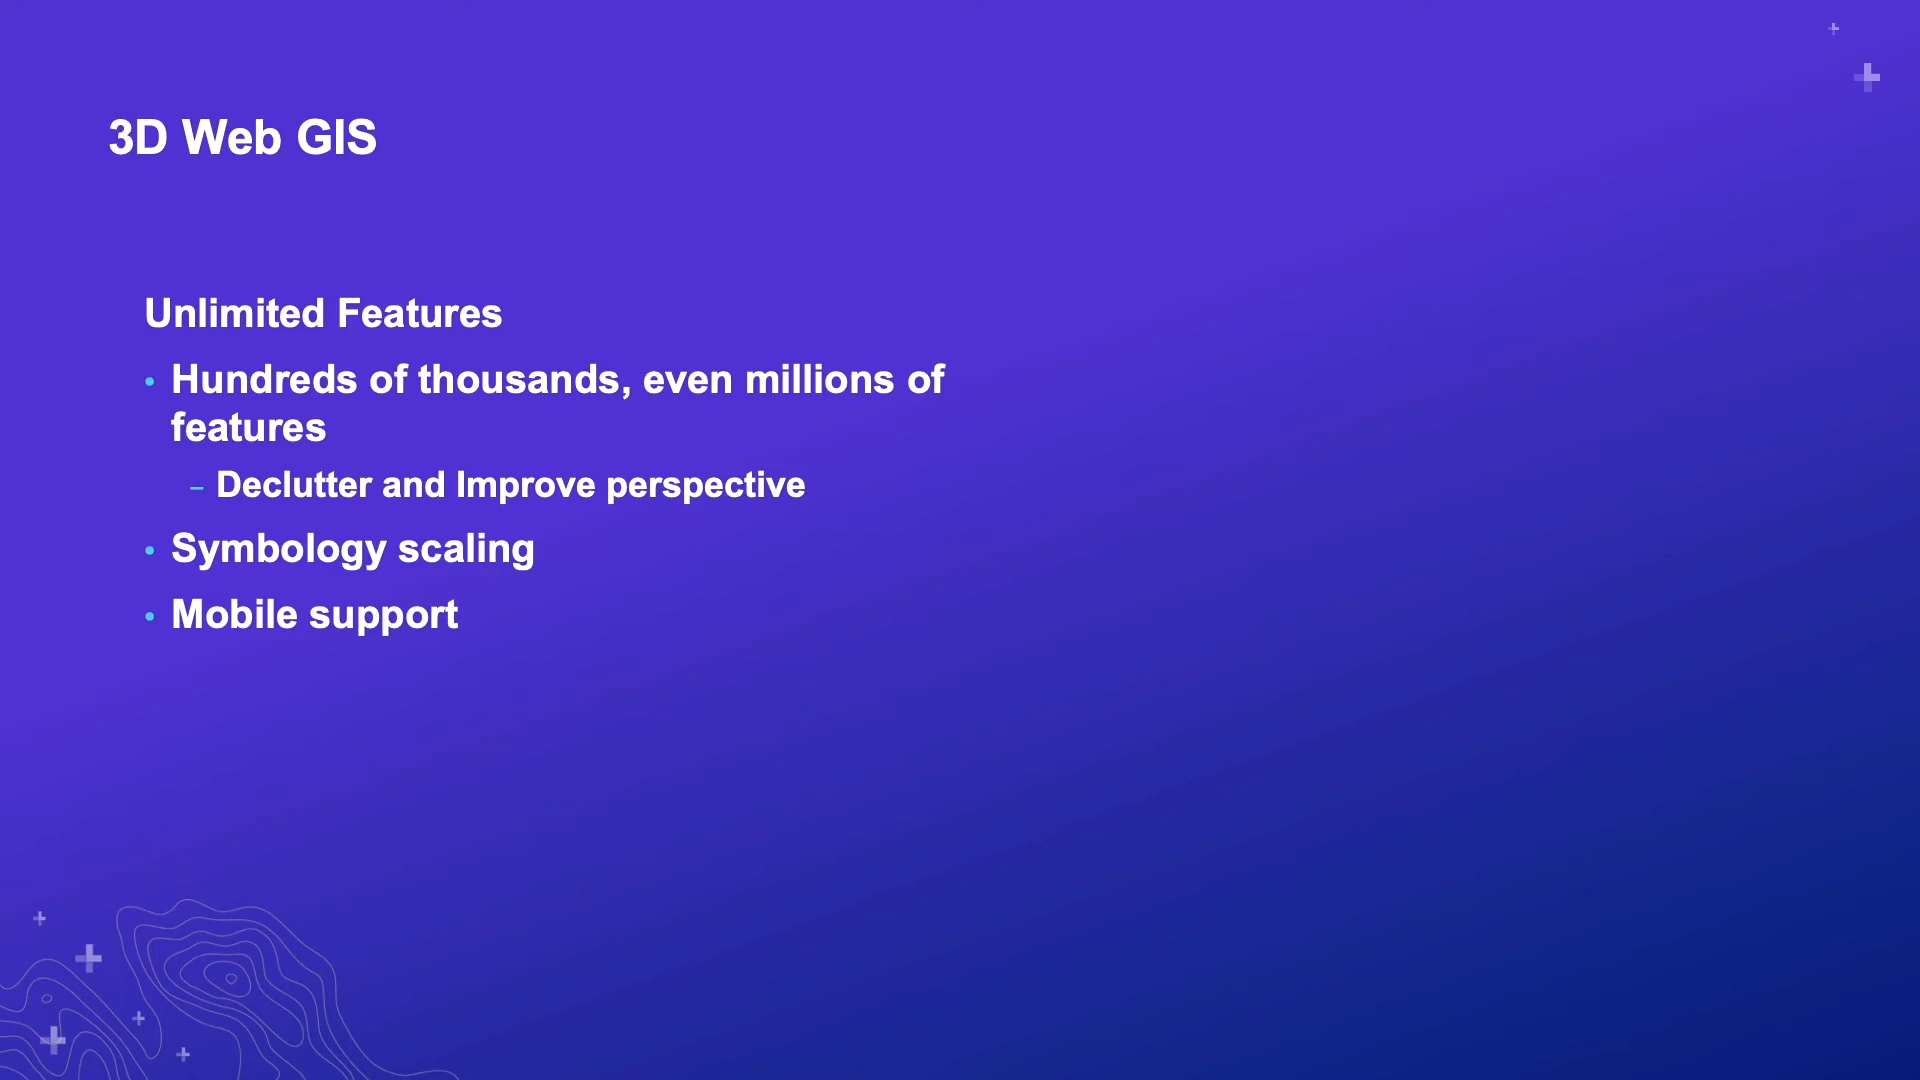 3D Web GIS
Unlimited Features
• Hundreds of thousands, even millions of
features
– Declutter and Improve perspective
• Symbology scaling
• Mobile support